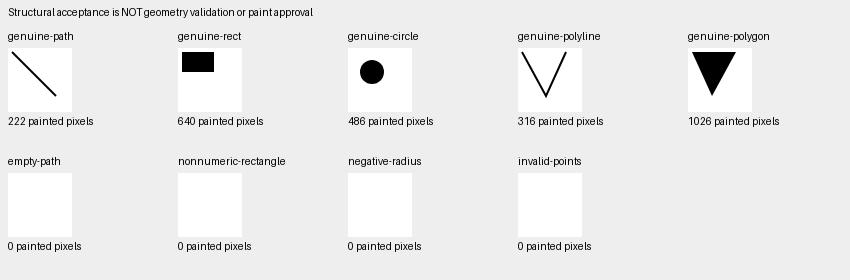 Structural acceptance is NOT geometry validation or paint approval
genuine-path genuine-rect genuine-circle genuine-polyline genuine-polygon
222 painted pixels 640 painted pixels 486 painted pixels 316 painted pixels 1026 painted pixels
empty-path nonnumeric-rectangle negative-radius invalid-points
0 painted pixels 0 painted pixels 0 painted pixels 0 painted pixels